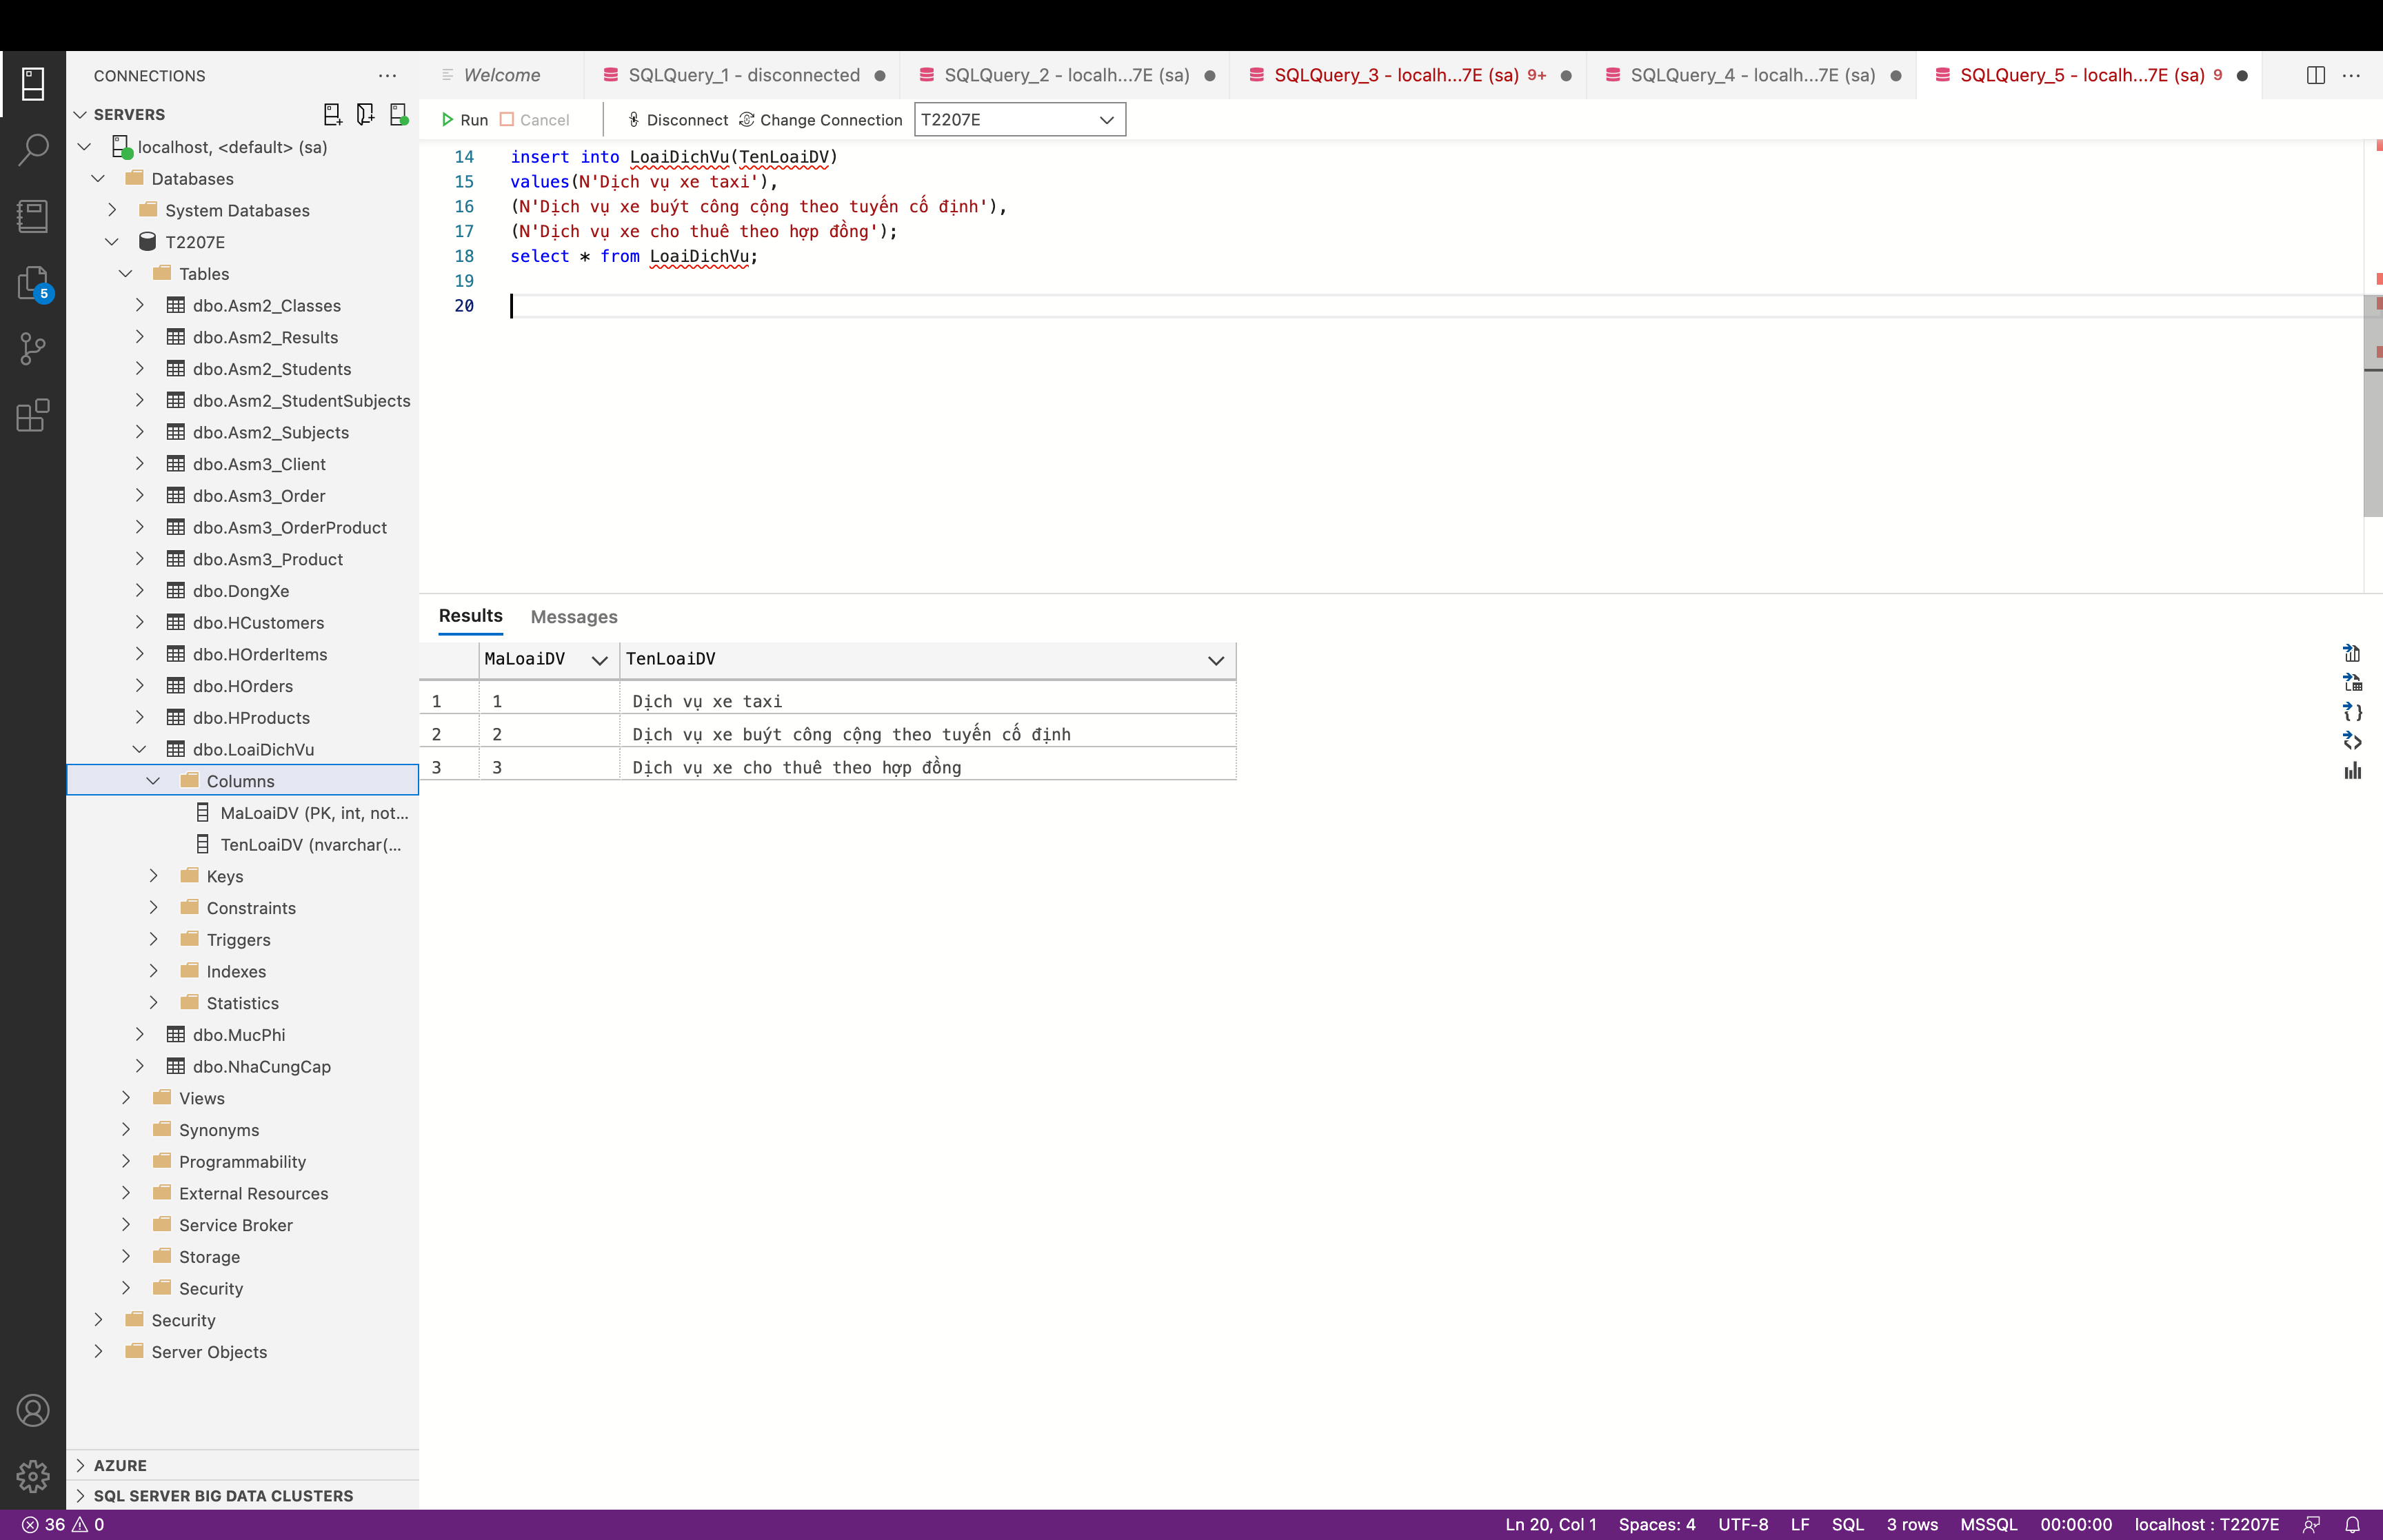 CONNECTIONS
SERVERS
localhost, <default> (sa)
Databases
System Databases
T2207E
Tables
dbo.Asm2_Classes
dbo.Asm2_Results
dbo.Asm2_Students
dbo.Asm2_StudentSubjects
dbo.Asm2_Subjects
dbo.Asm3_Client
dbo.Asm3_Order
dbo.Asm3_OrderProduct
dbo.Asm3_Product
dbo.DongXe
dbo.HCustomers
dbo.HOrderItems
dbo.HOrders
dbo.HProducts
dbo.LoaiDichVu
Columns
MaLoaiDV (PK, int, not...
TenLoaiDV (nvarchar(...
Keys
Constraints
Triggers
Indexes
Statistics
dbo.MucPhi
dbo.NhaCungCap
Views
Synonyms
Programmability
External Resources
Service Broker
Storage
Security
Security
Server Objects
AZURE
SQL SERVER BIG DATA CLUSTERS
5
Welcome
SQLQuery_1 - disconnected
SQLQuery_2 - localh...7E (sa)
SQLQuery_3 - localh...7E (sa) 9+
SQLQuery_4 - localh...7E (sa)
SQLQuery_5 - localh...7E (sa) 9
Run Cancel Disconnect Change Connection T2207E
14 insert into LoaiDichVu(TenLoaiDV)
15 values(N'Dịch vụ xe taxi'),
16 (N'Dịch vụ xe buýt công cộng theo tuyến cố định'),
17 (N'Dịch vụ xe cho thuê theo hợp đồng');
18 select * from LoaiDichVu;
19
20
Results Messages
MaLoaiDV TenLoaiDV
1 1 Dịch vụ xe taxi
2 2 Dịch vụ xe buýt công cộng theo tuyến cố định
3 3 Dịch vụ xe cho thuê theo hợp đồng
36 0
Ln 20, Col 1 Spaces: 4 UTF-8 LF SQL 3 rows MSSQL 00:00:00 localhost : T2207E